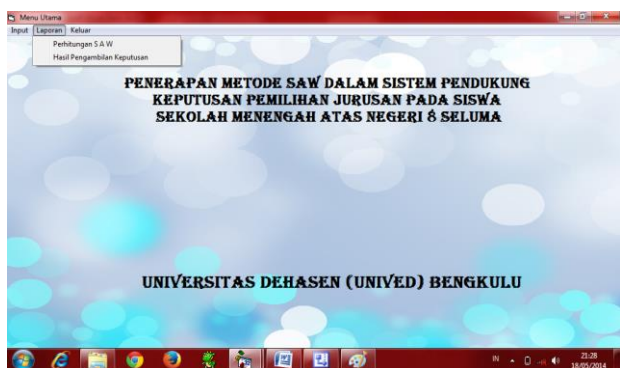 Menu Utama
Input Laporan Keluar
Perhitungan S A W
Hasil Pengambilan Keputusan
PENERAPAN METODE SAW DALAM SISTEM PENDUKUNG
KEPUTUSAN PEMILIHAN JURUSAN PADA SISWA
SEKOLAH MENENGAH ATAS NEGERI 8 SELUMA
UNIVERSITAS DEHASEN (UNIVED) BENGKULU
IN
21:28
18/05/2014